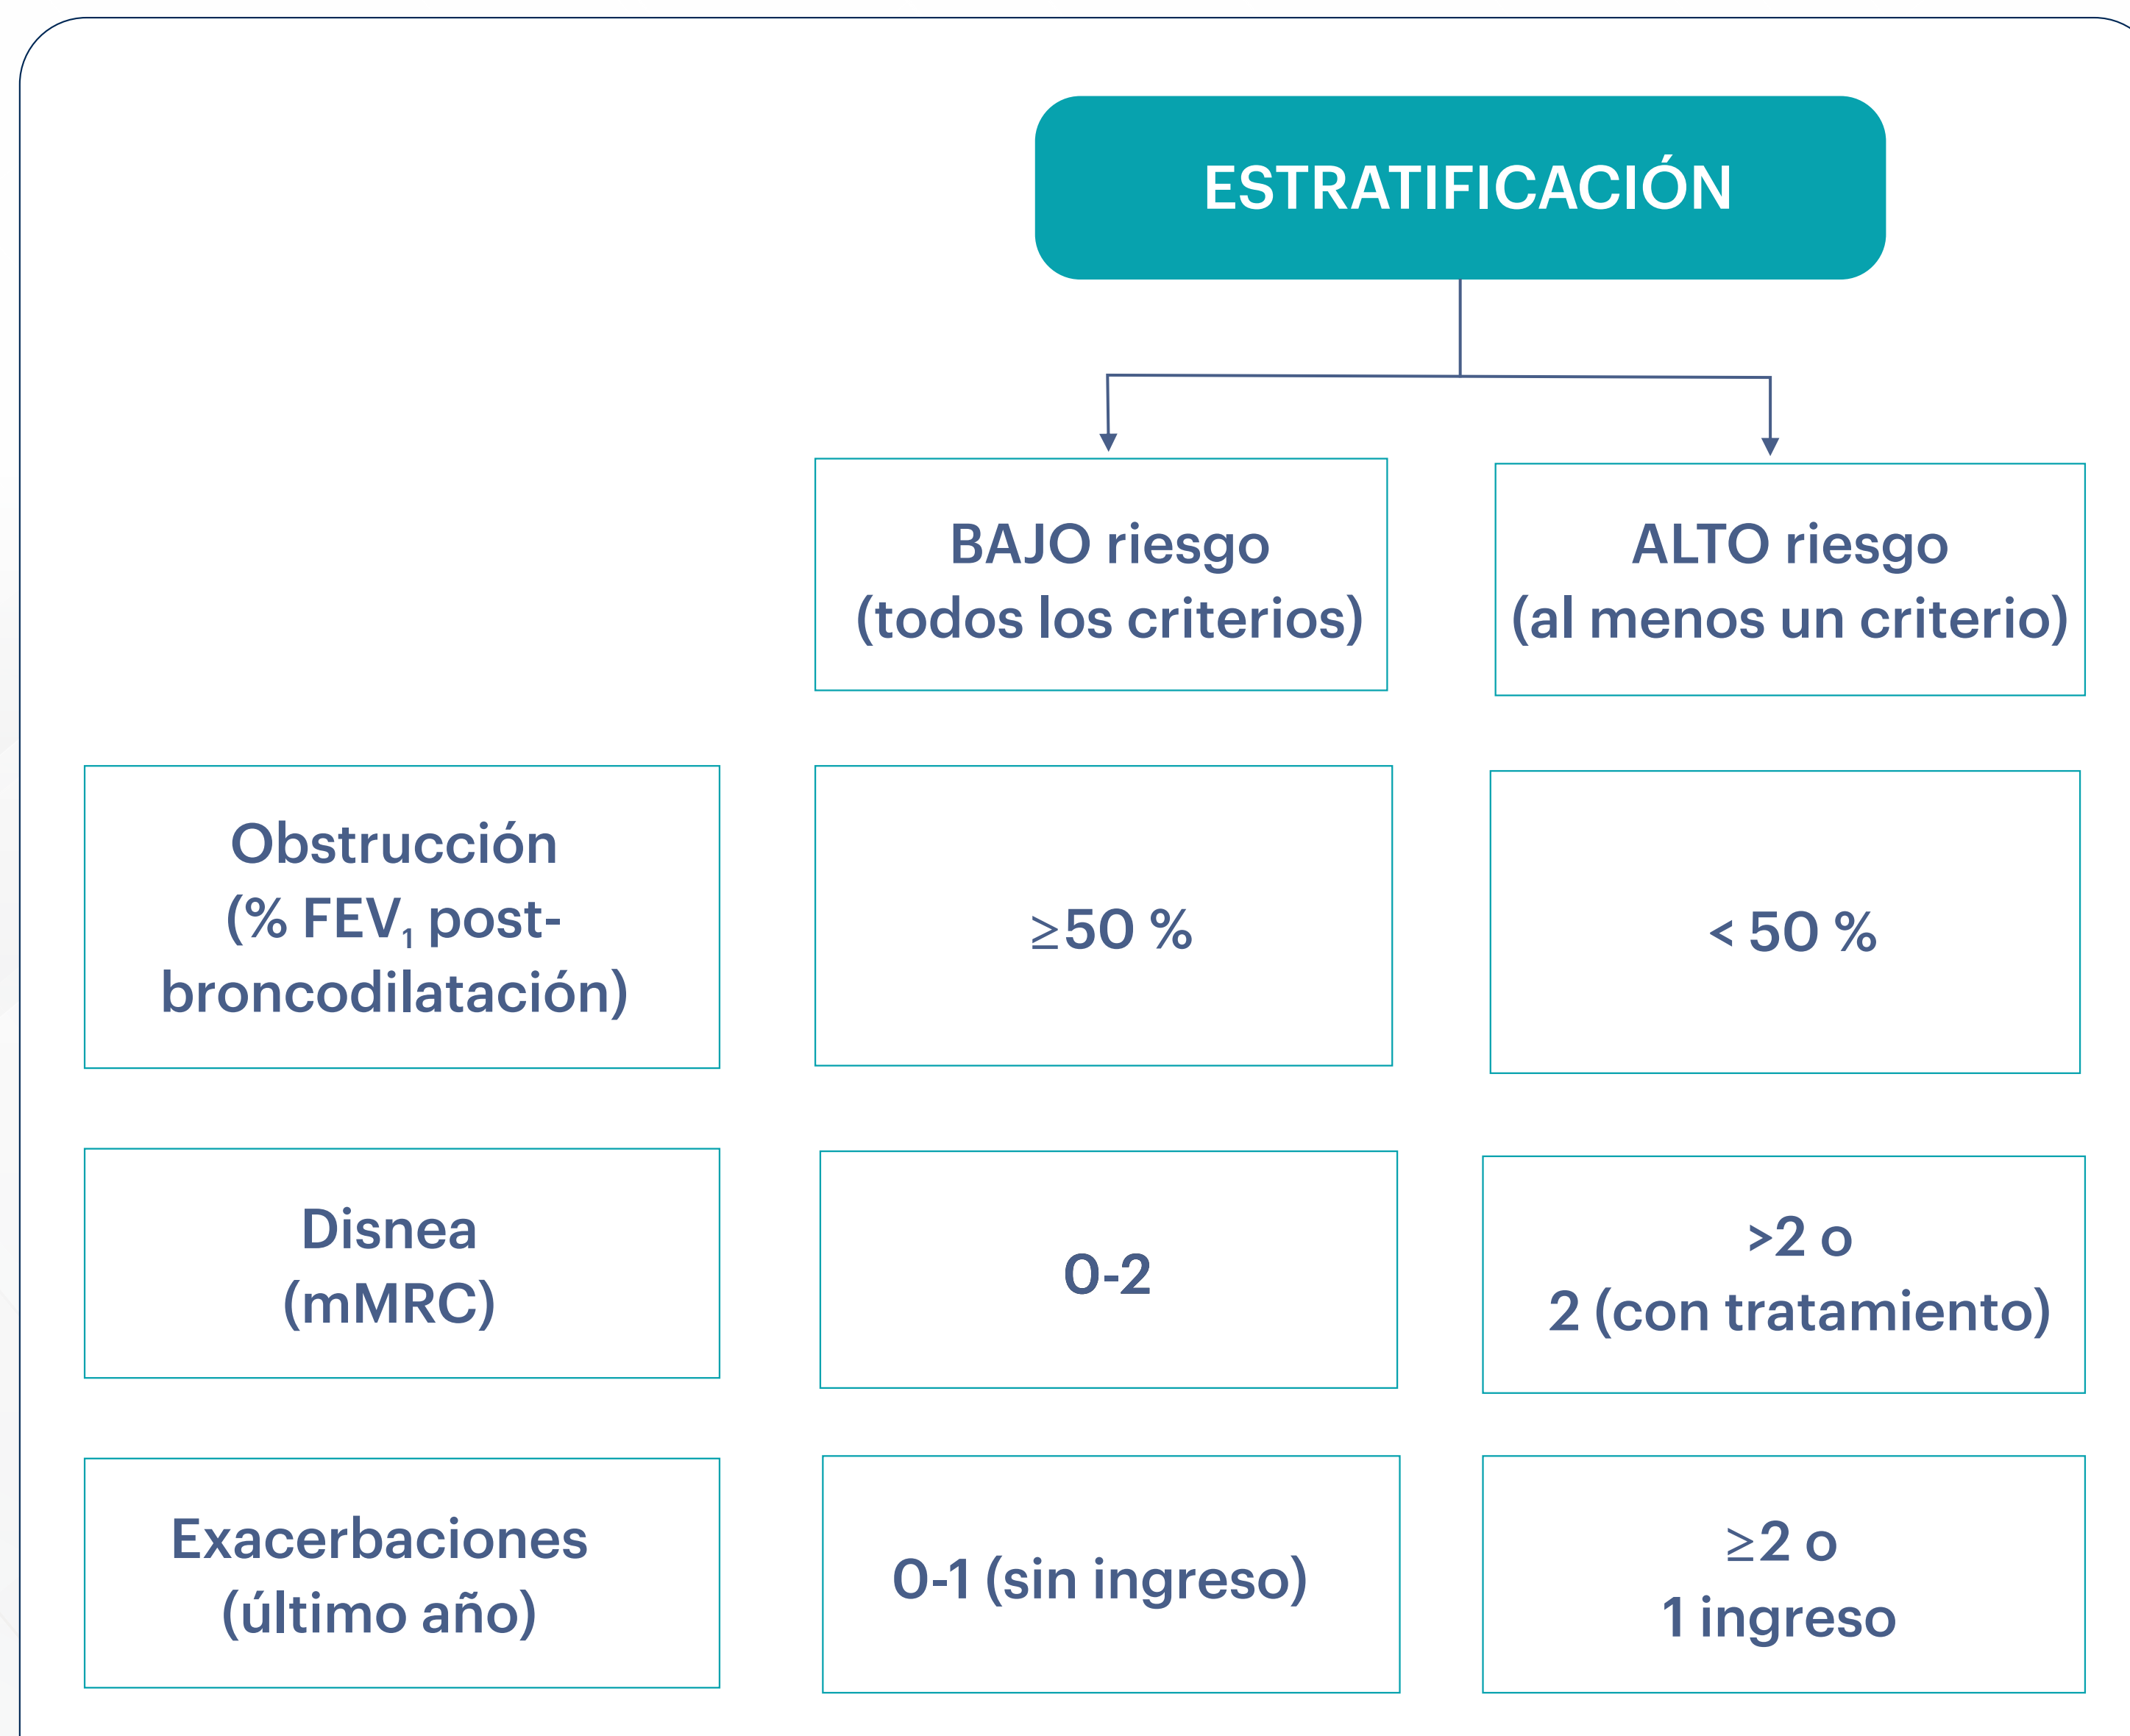 ESTRATIFICACIÓN
BAJO riesgo
(todos los criterios)
ALTO riesgo
(al menos un criterio)
Obstrucción
(% FEV₁ post-
broncodilatación)
≥50 %
< 50 %
Disnea
(mMRC)
0-2
>2 o
2 (con tratamiento)
Exacerbaciones
(último año)
0-1 (sin ingreso)
≥2 o
1 ingreso